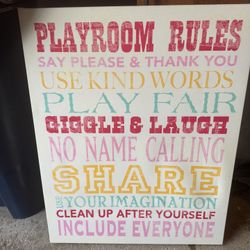 PLAYROOM RULES
SAY PLEASE & THANK YOU
USE KIND WORDS
PLAY FAIR
GIGGLE & LAUGH
NO NAME CALLING
SHARE
USE YOUR IMAGINATION
CLEAN UP AFTER YOURSELF
INCLUDE EVERYONE